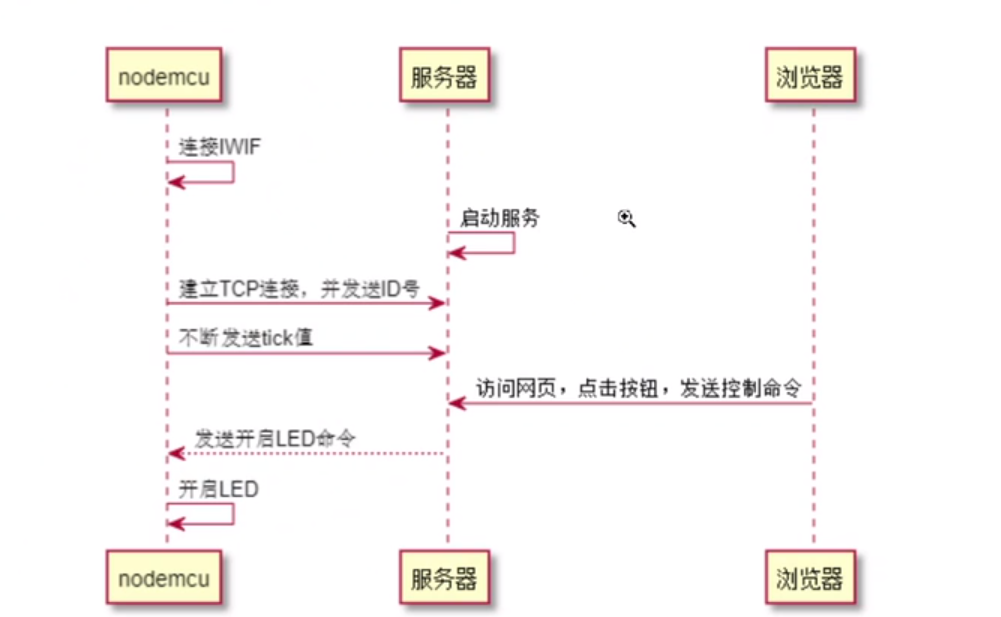 nodemcu 服务器 浏览器
连接IWIF
启动服务
建立TCP连接，并发送ID号
不断发送tick值
访问网页，点击按钮，发送控制命令
发送开启LED命令
开启LED
nodemcu 服务器 浏览器